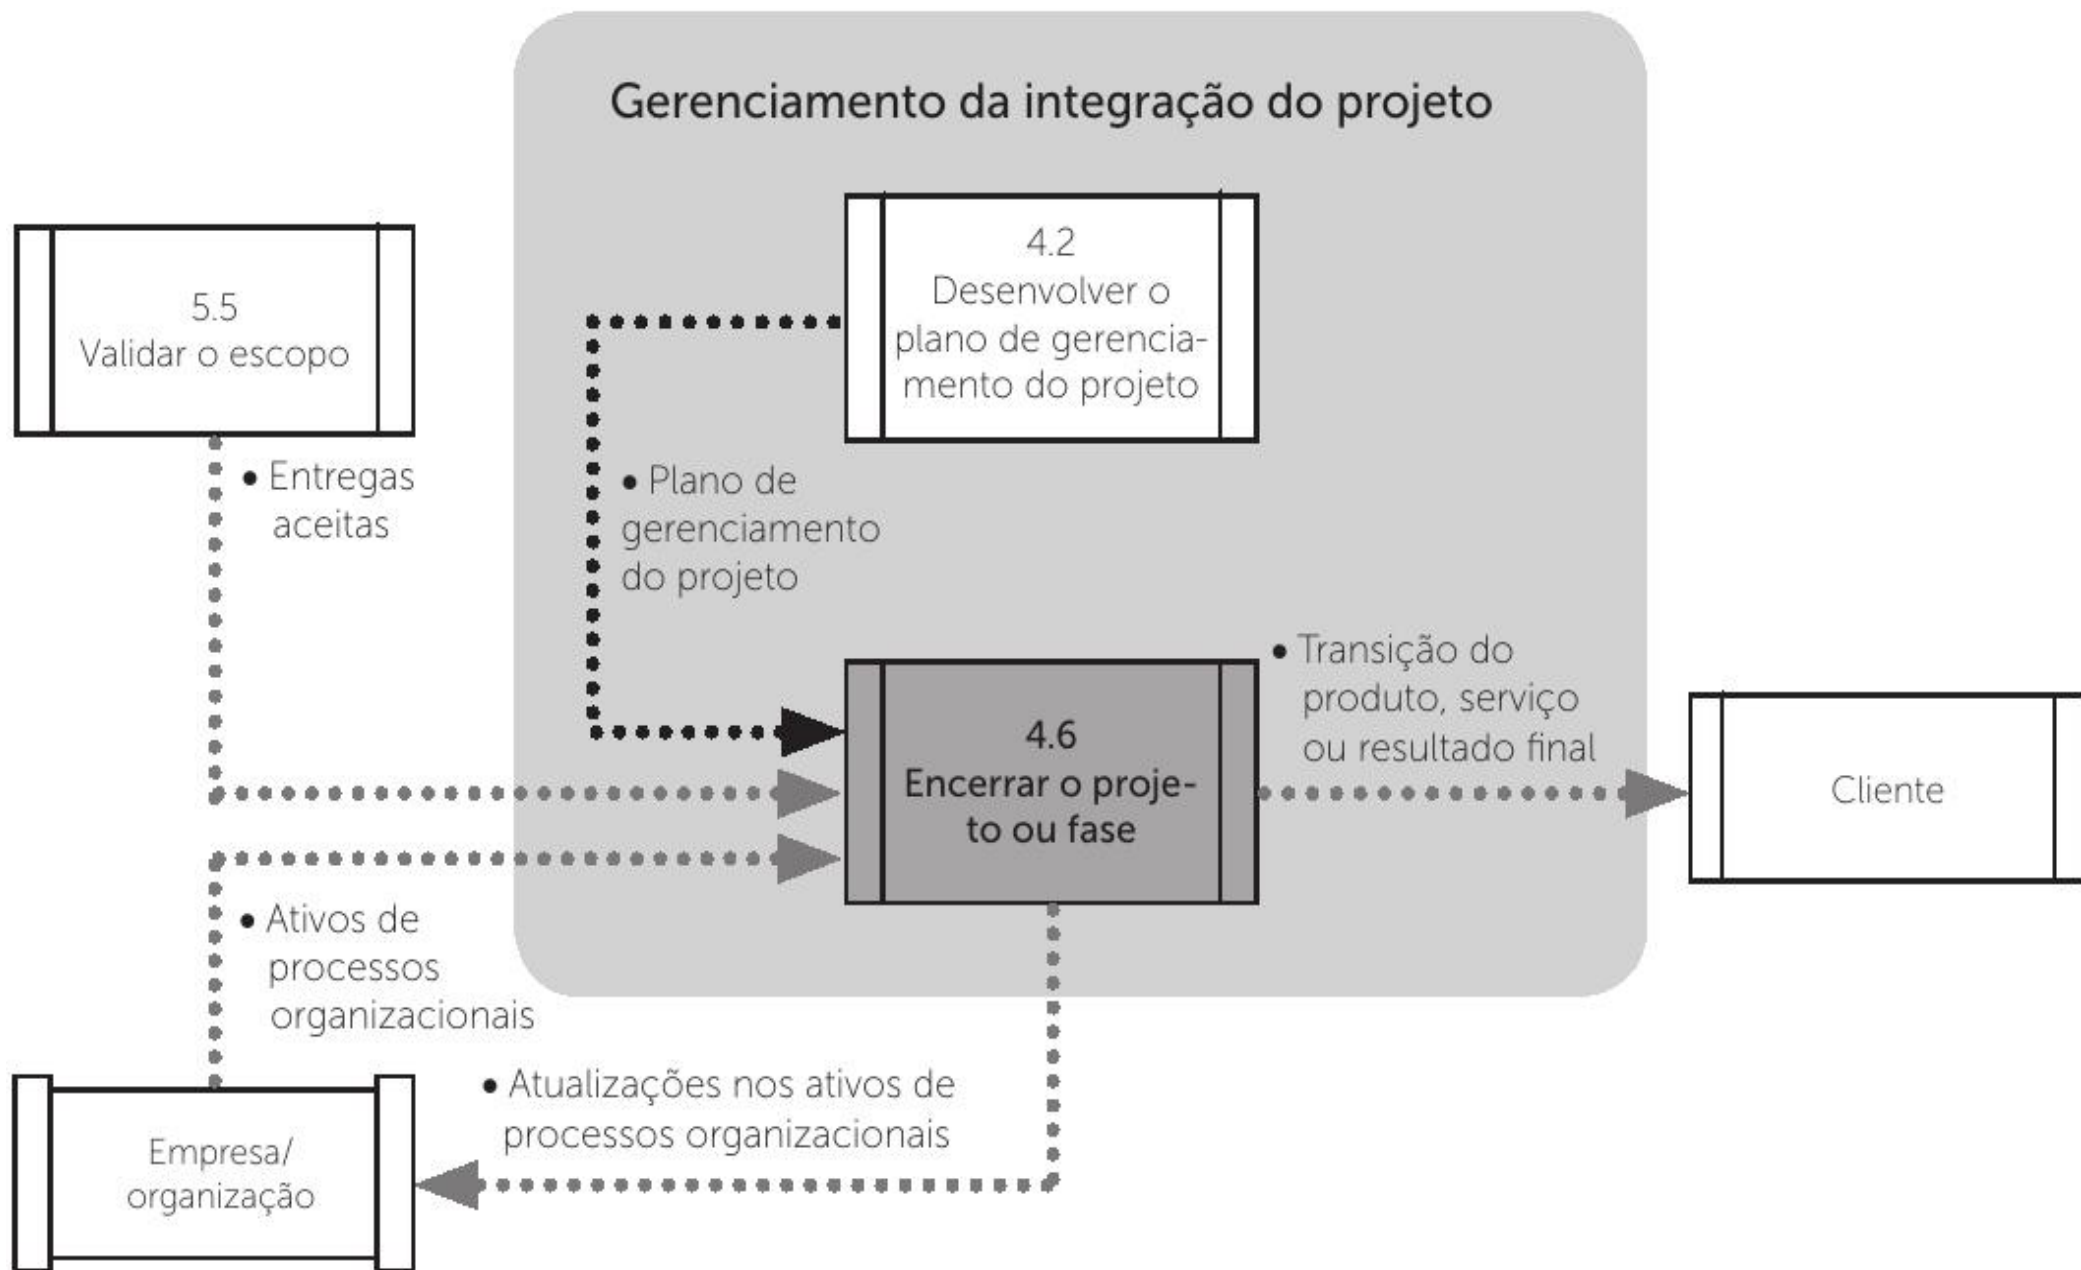 Gerenciamento da integração do projeto
4.2
Desenvolver o
plano de gerencia-
mento do projeto
5.5
Validar o escopo
• Entregas
aceitas
• Plano de
gerenciamento
do projeto
• Transição do
produto, serviço
ou resultado final
4.6
Encerrar o proje-
to ou fase
Cliente
• Ativos de
processos
organizacionais
• Atualizações nos ativos de
processos organizacionais
Empresa/
organização